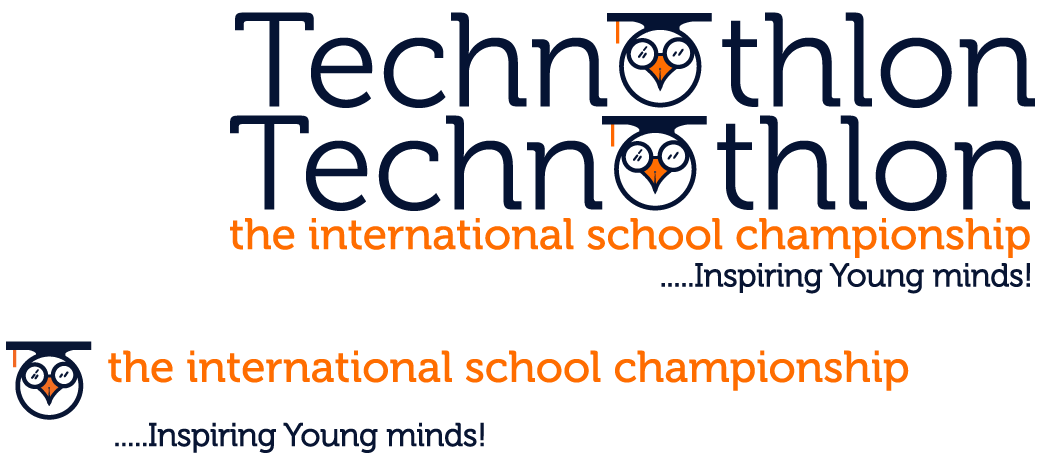 Technothlon
Technothlon
the international school championship
.....Inspiring Young minds!
the international school championship
.....Inspiring Young minds!